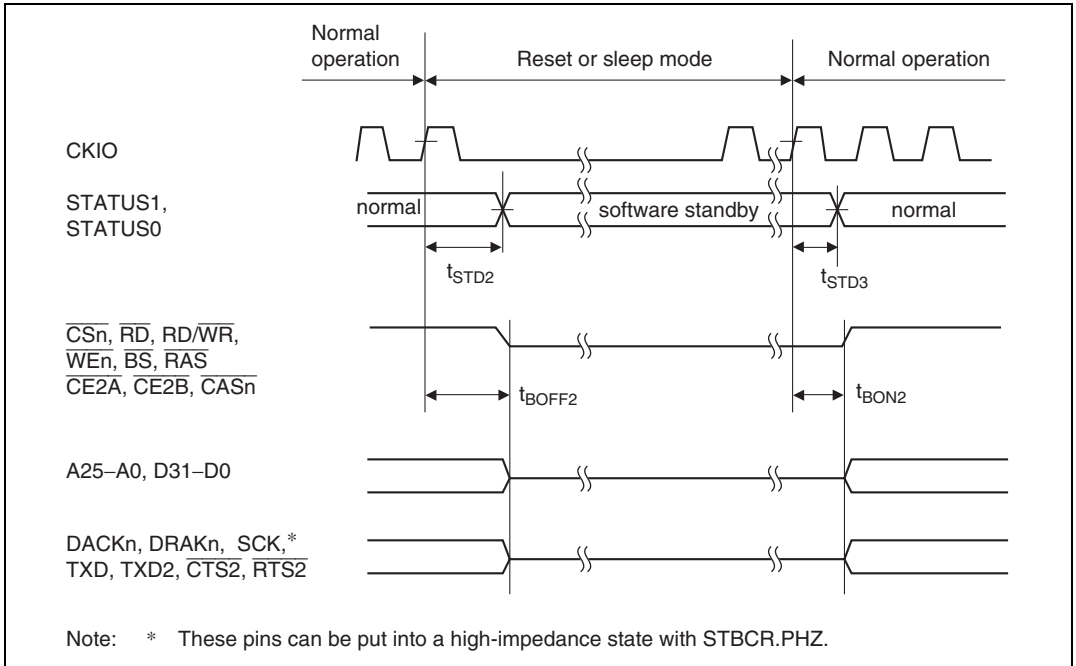 Normal
operation
Reset or sleep mode
Normal operation
CKIO
STATUS1,
STATUS0
normal
software standby
normal
tSTD2
tSTD3
CSn, RD, RD/WR,
WEn, BS, RAS
CE2A, CE2B, CASn
tBOFF2
tBON2
A25–A0, D31–D0
DACKn, DRAKn, SCK,*
TXD, TXD2, CTS2, RTS2
Note: * These pins can be put into a high-impedance state with STBCR.PHZ.